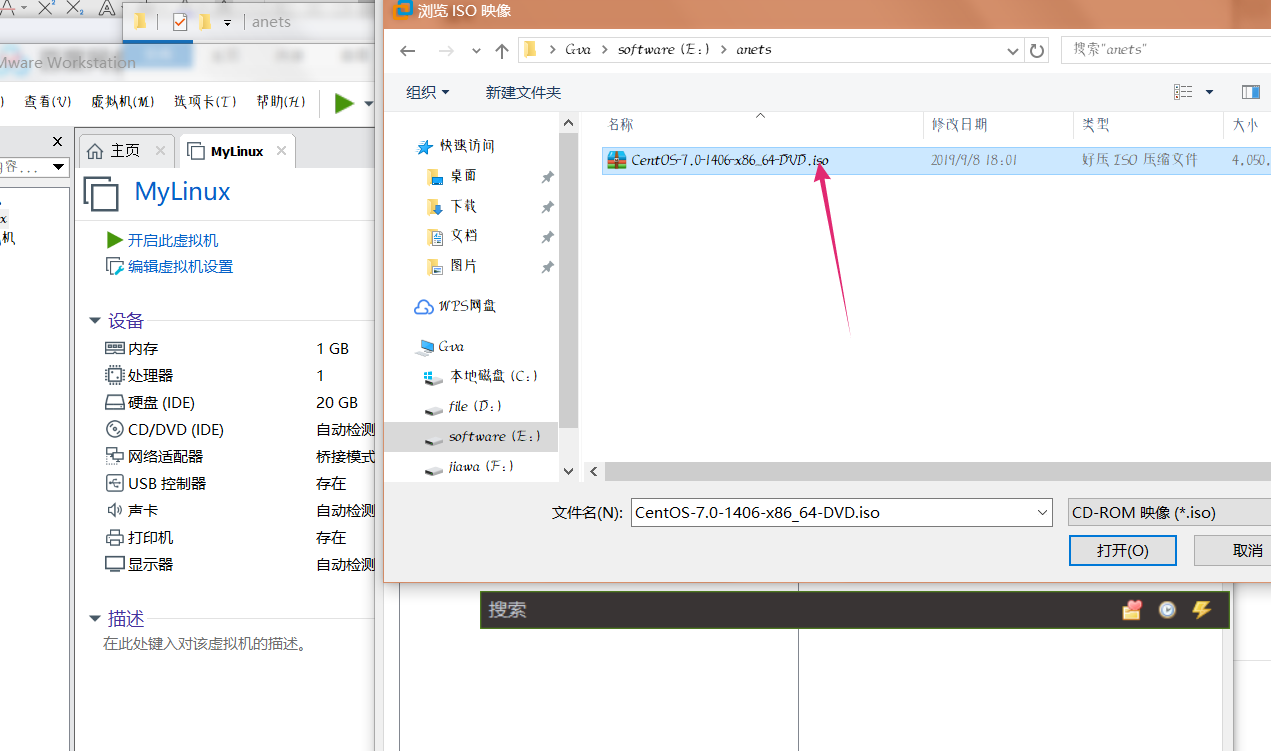 anets
Mware Workstation
查看(V) 虚拟机(M) 选项卡(T) 帮助(H)
主页
MyLinux
MyLinux
开启此虚拟机
编辑虚拟机设置
设备
内存 1 GB
处理器 1
硬盘 (IDE) 20 GB
CD/DVD (IDE) 自动检测
网络适配器 桥接模式
USB 控制器 存在
声卡 自动检测
打印机 存在
显示器 自动检测
描述
在此处键入对该虚拟机的描述。
浏览 ISO 映像
Gva software (E:) anets
搜索"anets"
组织 新建文件夹
快速访问
桌面
下载
文档
图片
WPS网盘
Gva
本地磁盘 (C:)
file (D:)
software (E:)
jiawa (F:)
名称 修改日期 类型 大小
CentOS-7.0-1406-x86_64-DVD.iso 2019/9/8 18:01 好压 ISO 压缩文件 4,050,
文件名(N): CentOS-7.0-1406-x86_64-DVD.iso CD-ROM 映像 (*.iso)
打开(O) 取消
搜索